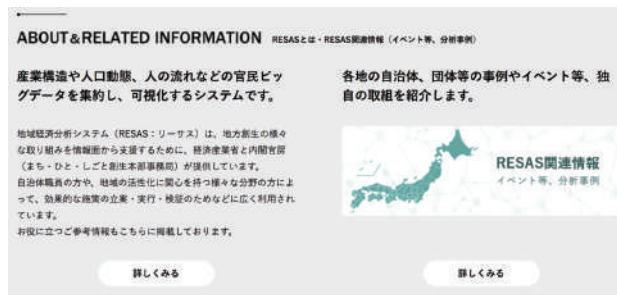 ABOUT&RELATED INFORMATION RESASとは・RESAS関連情報（イベント等、分析事例）
産業構造や人口動態、人の流れなどの官民ビッ
グデータを集約し、可視化するシステムです。
地域経済分析システム（RESAS：リーサス）は、地方創生の様々
な取り組みを情報面から支援するために、経済産業省と内閣官房
（まち・ひと・しごと創生本部事務局）が提供しています。
自治体職員の方や、地域の活性化に関心を持つ様々な分野の方によ
って、効果的な施策の立案・実行・検証のためなどに広く利用され
ています。
お役に立つご参考情報もこちらに掲載しております。
詳しくみる
各地の自治体、団体等の事例やイベント等、独
自の取組を紹介します。
RESAS関連情報
イベント等、分析事例
詳しくみる